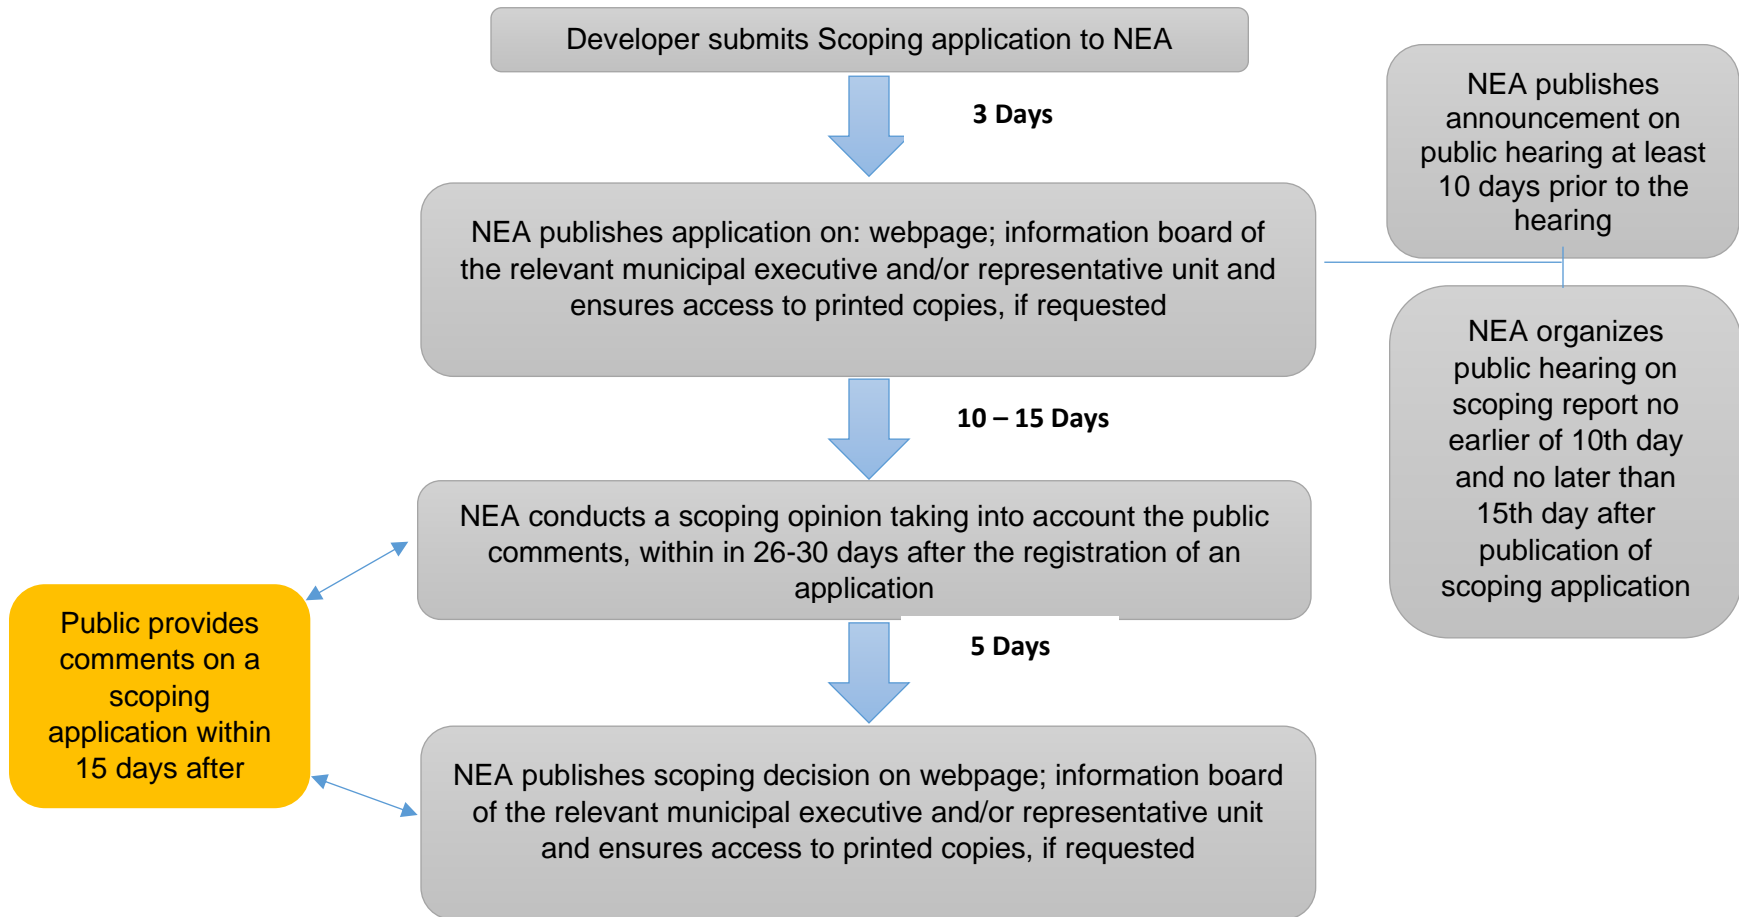 Developer submits Scoping application to NEA
3 Days
NEA publishes
announcement on
public hearing at least
10 days prior to the
hearing
NEA publishes application on: webpage; information board of
the relevant municipal executive and/or representative unit and
ensures access to printed copies, if requested
NEA organizes
public hearing on
scoping report no
earlier of 10th day
and no later than
15th day after
publication of
scoping application
10 – 15 Days
NEA conducts a scoping opinion taking into account the public
comments, within in 26-30 days after the registration of an
application
Public provides
comments on a
scoping
application within
15 days after
5 Days
NEA publishes scoping decision on webpage; information board
of the relevant municipal executive and/or representative unit
and ensures access to printed copies, if requested